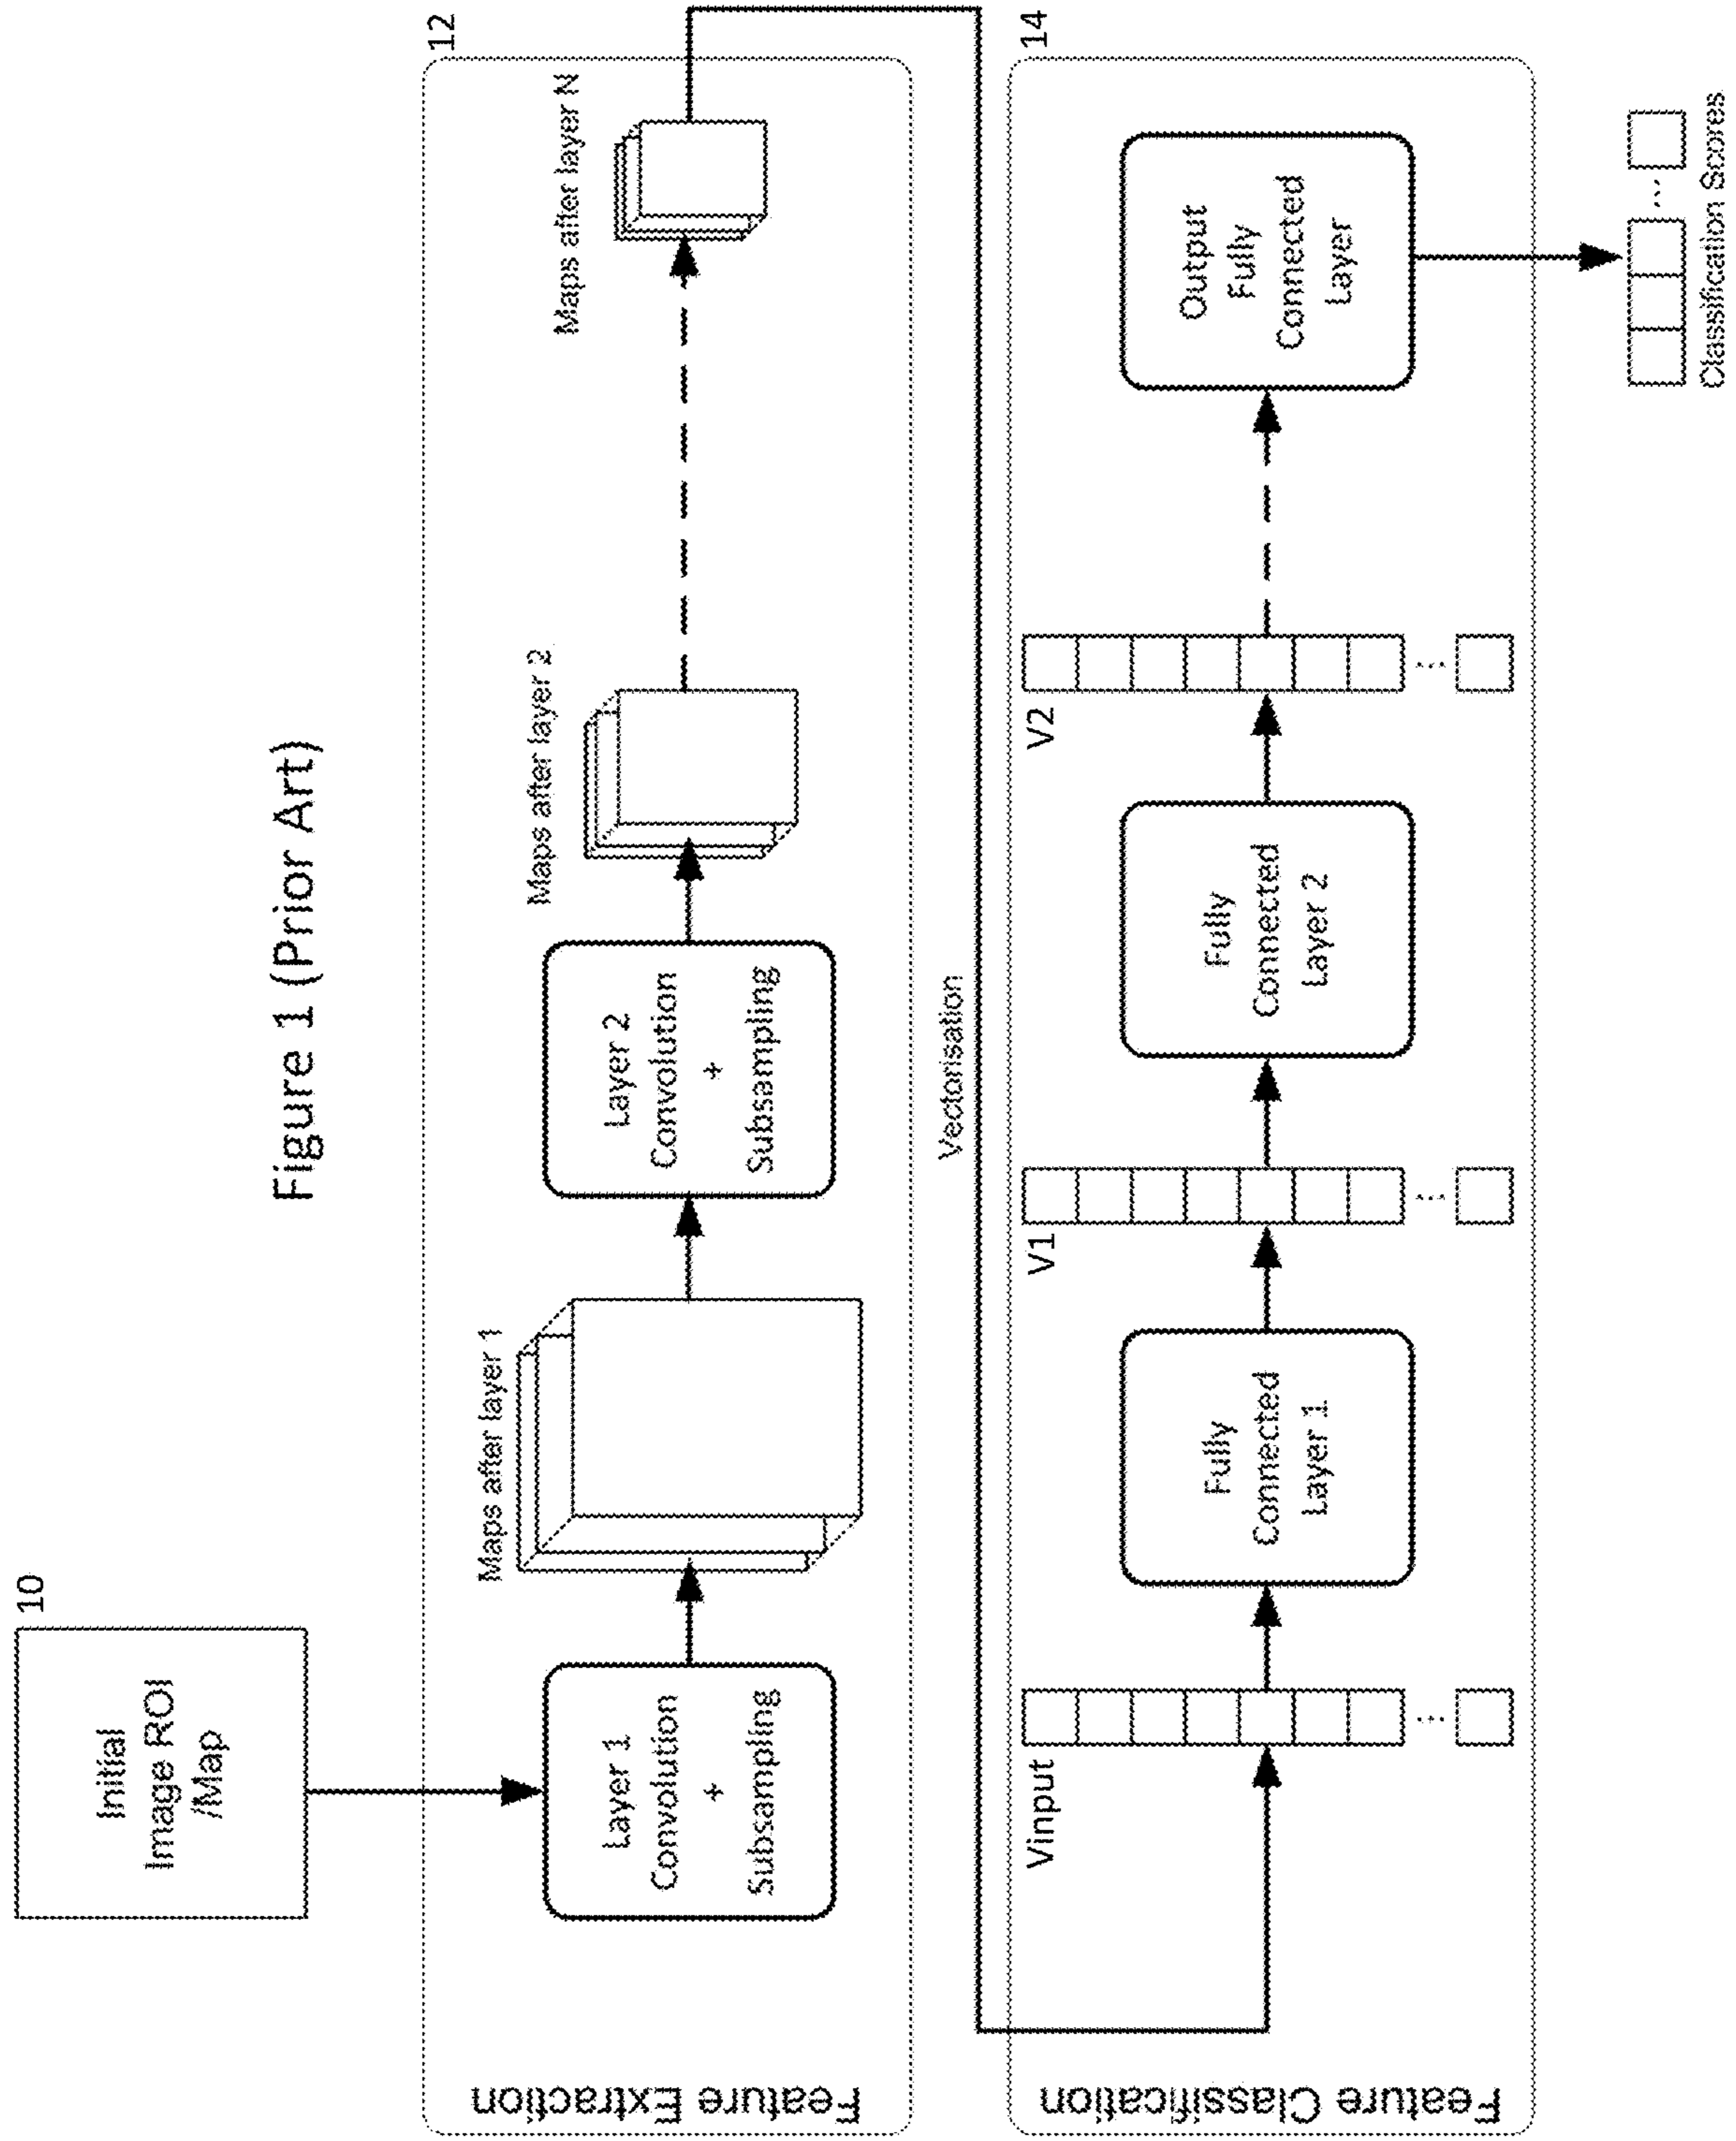 Figure 1 (Prior Art)
10
Initial
Image ROI
/Map
12
Feature Extraction
Layer 1
Convolution
+
Subsampling
Maps after layer 1
Layer 2
Convolution
+
Subsampling
Maps after layer 2
Maps after layer N
Vectorisation
14
Feature Classification
Vinput
...
Fully
Connected
Layer 1
V1
...
Fully
Connected
Layer 2
V2
...
Output
Fully
Connected
Layer
...
Classification Scores